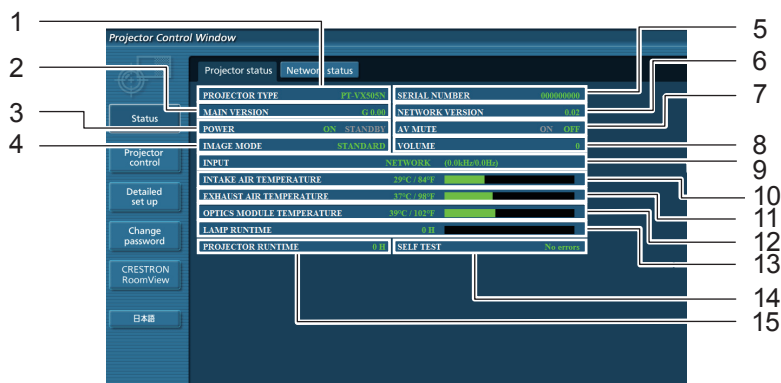 Projector Control Window
Projector status Network status
Status
Projector control
Detailed set up
Change password
CRESTRON RoomView
日本語
PROJECTOR TYPE PT-VX505N SERIAL NUMBER 000000000
MAIN VERSION G 0.00 NETWORK VERSION 0.02
POWER ON STANDBY AV MUTE ON OFF
IMAGE MODE STANDARD VOLUME 0
INPUT NETWORK (0.0kHz/0.0Hz)
INTAKE AIR TEMPERATURE 29°C / 84°F
EXHAUST AIR TEMPERATURE 37°C / 98°F
OPTICS MODULE TEMPERATURE 39°C / 102°F
LAMP RUNTIME 0 H
PROJECTOR RUNTIME 0 H SELF TEST No errors
1
2
3
4
5
6
7
8
9
10
11
12
13
14
15